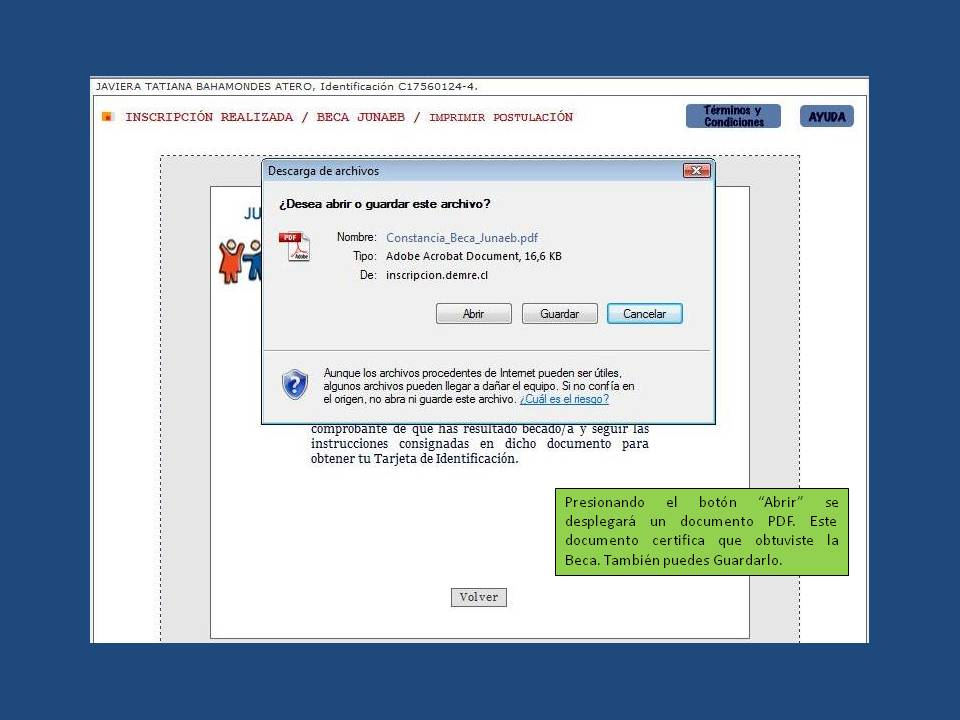 JAVIERA TATIANA BAHAMONDES ATERO, Identificación C17560124-4.
INSCRIPCIÓN REALIZADA / BECA JUNAEB / IMPRIMIR POSTULACIÓN
Términos y
Condiciones
AYUDA
Descarga de archivos
JU
¿Desea abrir o guardar este archivo?
PDF
Adobe
Nombre: Constancia_Beca_Junaeb.pdf
Tipo: Adobe Acrobat Document, 16,6 KB
De: inscripcion.demre.cl
Abrir
Guardar
Cancelar
Aunque los archivos procedentes de Internet pueden ser útiles,
algunos archivos pueden llegar a dañar el equipo. Si no confía en
el origen, no abra ni guarde este archivo. ¿Cuál es el riesgo?
comprobante de que has resultado becado/a y seguir las
instrucciones consignadas en dicho documento para
obtener tu Tarjeta de Identificación.
Presionando el botón “Abrir” se
desplegará un documento PDF. Este
documento certifica que obtuviste la
Beca. También puedes Guardarlo.
Volver